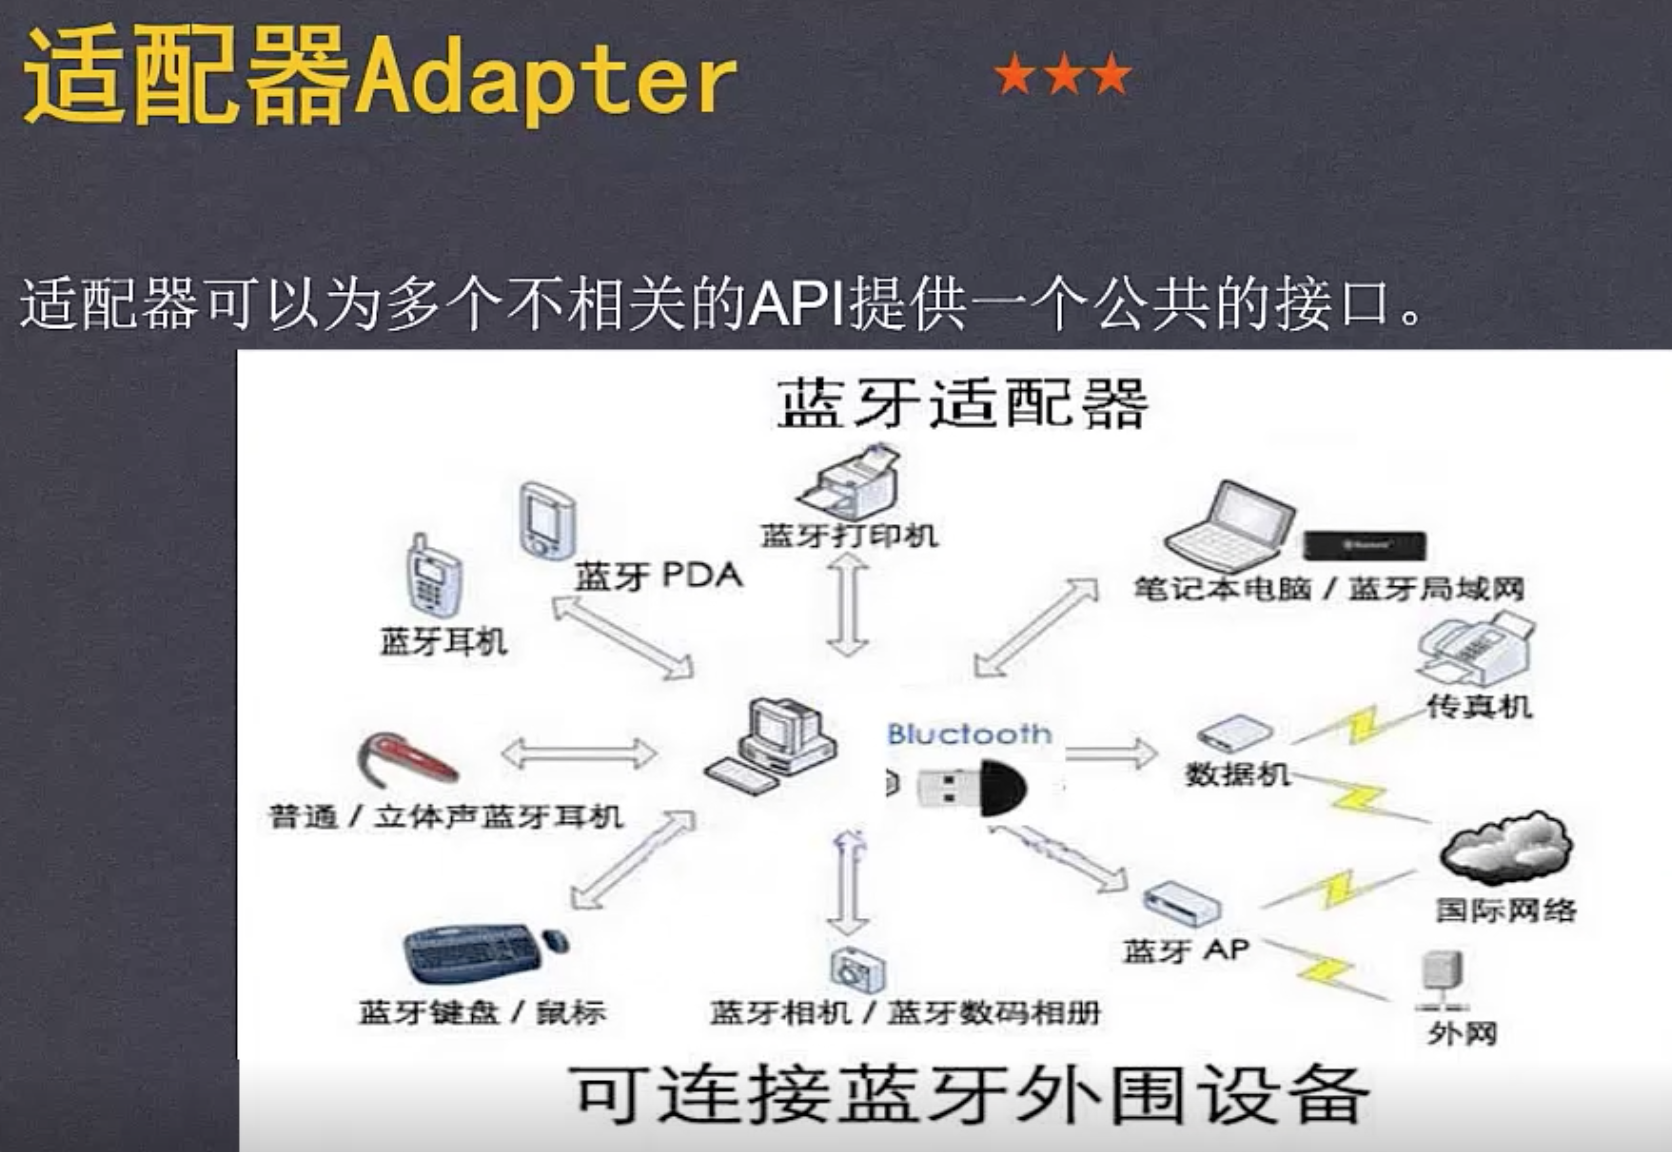 适配器Adapter
适配器可以为多个不相关的API提供一个公共的接口。
蓝牙适配器
蓝牙打印机
蓝牙 PDA
蓝牙耳机
笔记本电脑 / 蓝牙局域网
传真机
Bluctooth
数据机
普通 / 立体声蓝牙耳机
国际网络
蓝牙 AP
蓝牙键盘 / 鼠标
蓝牙相机 / 蓝牙数码相册
外网
可连接蓝牙外围设备